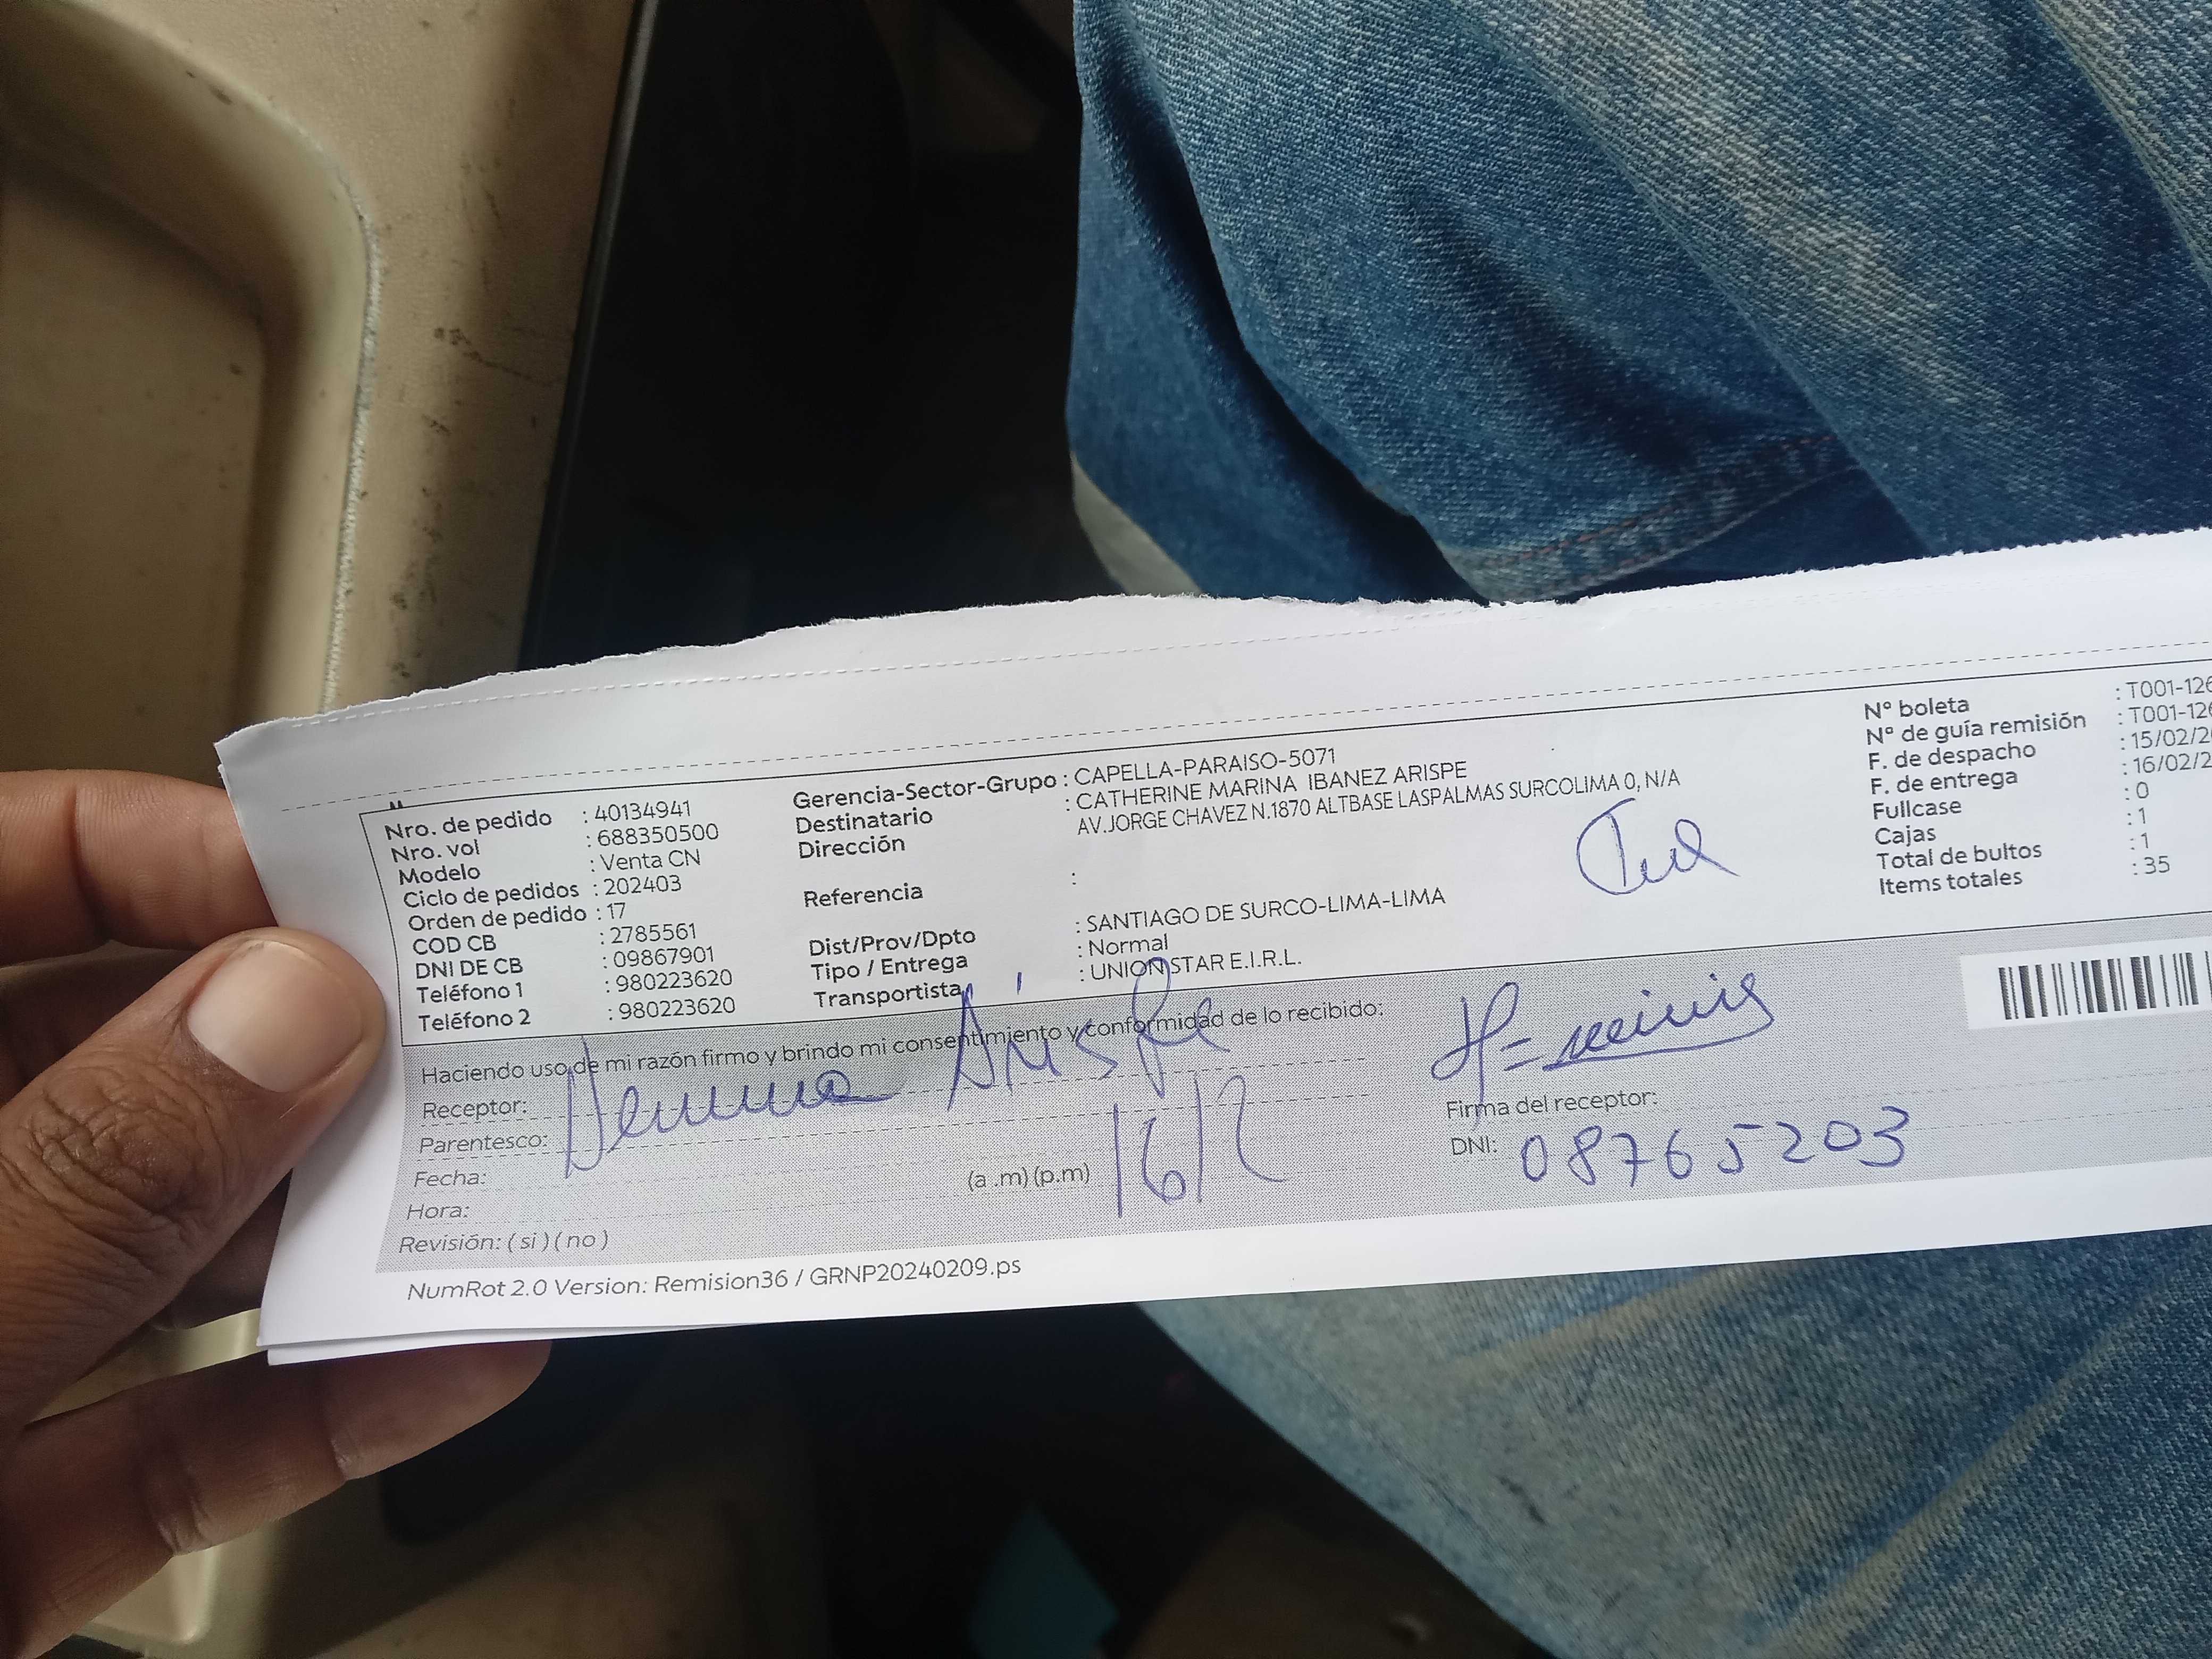 Nro. de pedido : 40134941
Nro. vol : 688350500
Modelo : Venta CN
Ciclo de pedidos : 202403
Orden de pedido : 17
COD CB : 2785561
DNI DE CB : 09867901
Teléfono 1 : 980223620
Teléfono 2 : 980223620
Gerencia-Sector-Grupo : CAPELLA-PARAISO-5071
Destinatario : CATHERINE MARINA IBANEZ ARISPE
Dirección AV.JORGE CHAVEZ N.1870 ALTBASE LASPALMAS SURCOLIMA 0, N/A
Referencia :
Dist/Prov/Dpto : SANTIAGO DE SURCO-LIMA-LIMA
Tipo / Entrega : Normal
Transportista : UNION STAR E.I.R.L.
Nº boleta : T001-126
Nº de guía remisión : T001-126
F. de despacho : 15/02/2
F. de entrega : 16/02/2
Fullcase : 0
Cajas : 1
Total de bultos : 1
Items totales : 35
Haciendo uso de mi razón firmo y brindo mi consentimiento y conformidad de lo recibido:
Receptor: Arispe
Parentesco:
Fecha: 16/2
Hora: (a .m) (p.m)
Revisión: ( si ) ( no )
Firma del receptor:
DNI: 08765203
NumRot 2.0 Version: Remision36 / GRNP20240209.ps